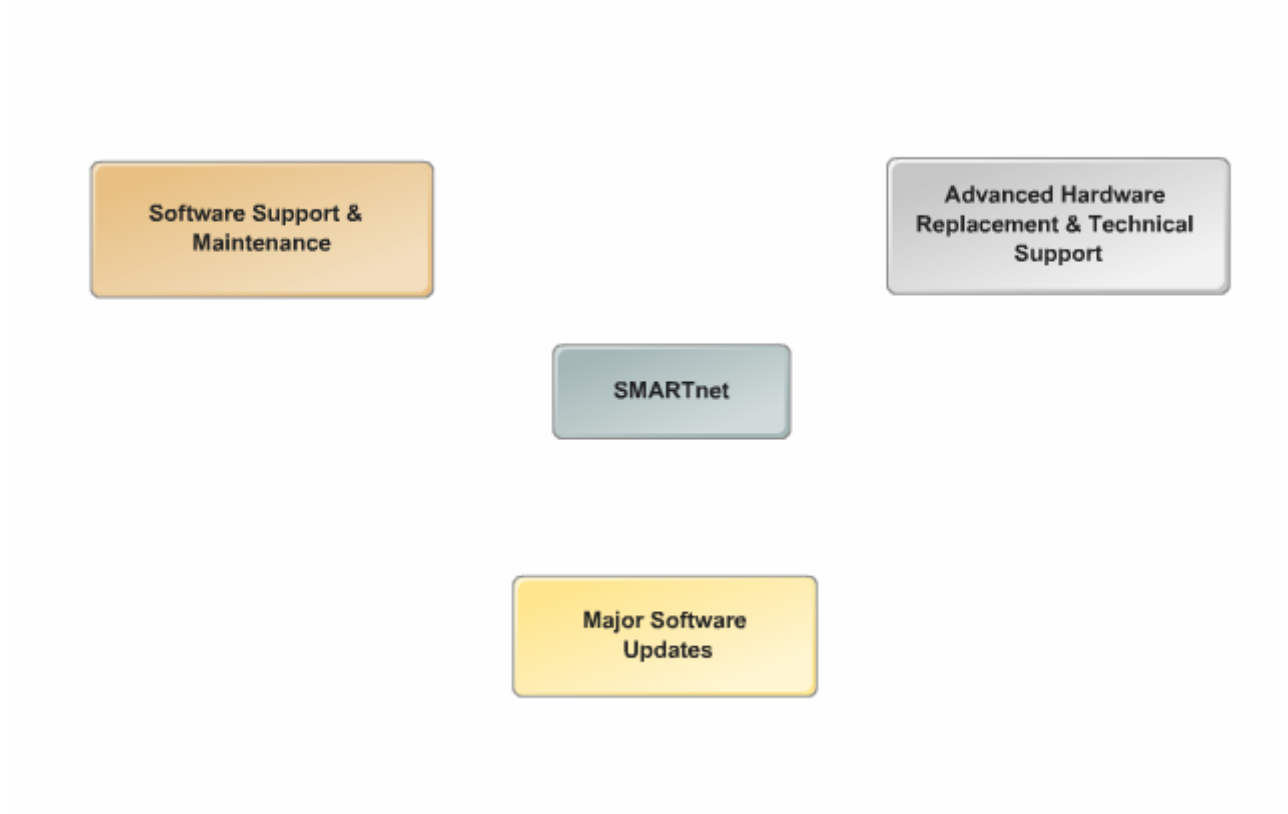 Software Support &
Maintenance
Advanced Hardware
Replacement & Technical
Support
SMARTnet
Major Software
Updates